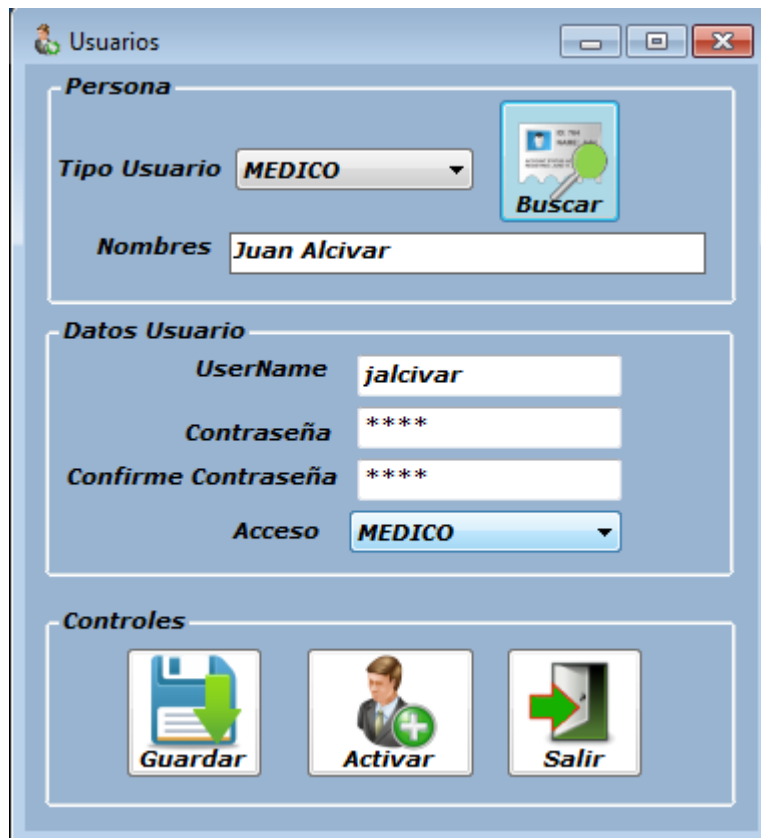 Usuarios
Persona
Tipo Usuario MEDICO
Buscar
Nombres Juan Alcivar
Datos Usuario
UserName jalcivar
Contraseña ****
Confirme Contraseña ****
Acceso MEDICO
Controles
Guardar Activar Salir